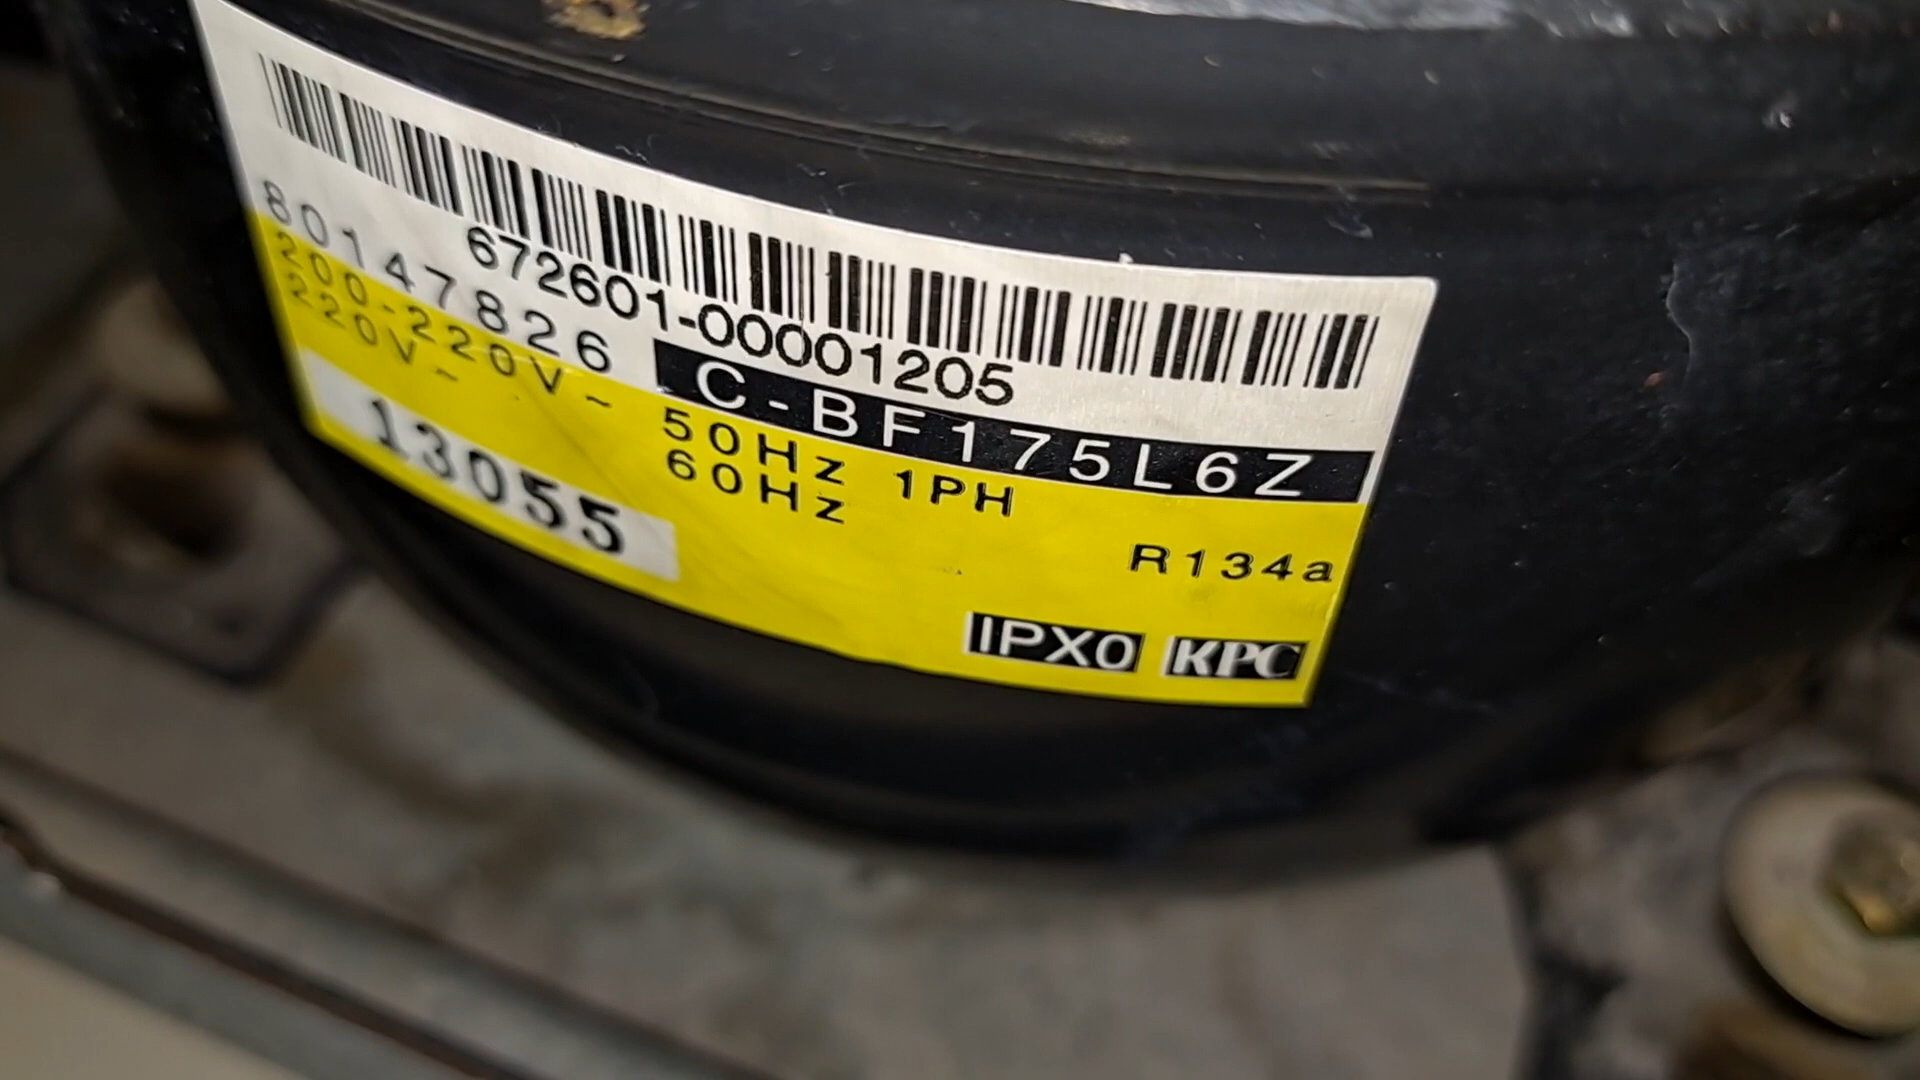 672601-00001205
80147826 C-BF175L6Z
200-220V~ 50Hz 1PH
220V~ 60Hz
R134a
13055
IPX0 KPC